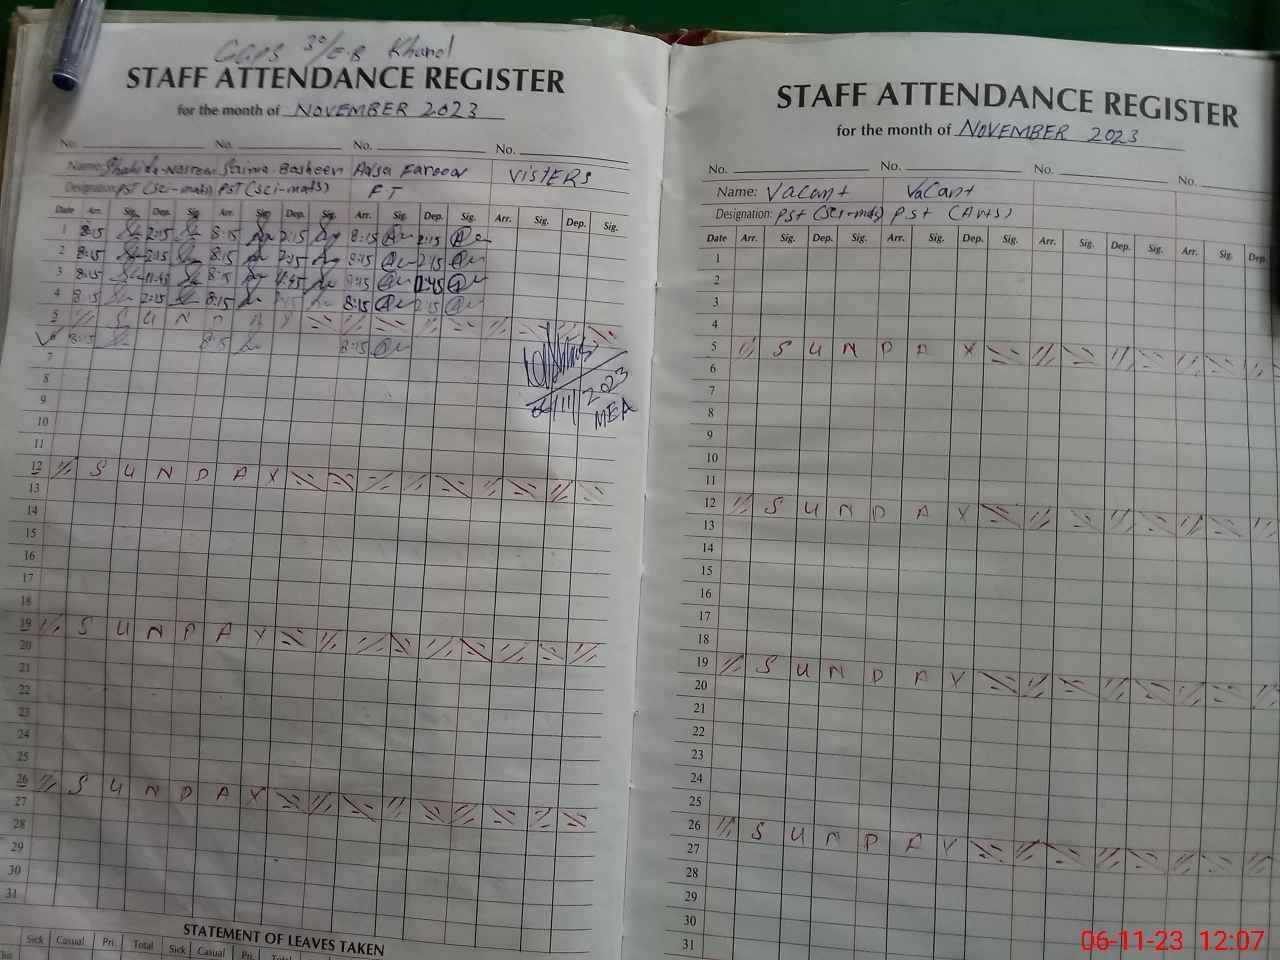 GGPS 30/E.B Khanol
STAFF ATTENDANCE REGISTER
for the month of NOVEMBER 2023
No. No. No. No.
Name: Shahida Nasreen Saima Basheer Aqsa Farooq VISTERS
Designation: PST (Sci-mats) PST (Sci-mats) FT
Date Arr. Sig. Dep. Sig. Arr. Sig. Dep. Sig. Arr. Sig. Dep. Sig. Arr. Sig. Dep. Sig.
1 8:15 2:15 8:15 2:15 8:15 2:15
2 8:15 2:15 8:15 2:15 8:15 2:15
3 8:15 8:15 8:15
4 8:15 2:15 8:15 8:15 2:15
5 SUNDAY
6 8:15 8:15 8:15
7
8
9
10
11
12 SUNDAY
13
14
15
16
17
18
19 SUNDAY
20
21
22
23
24
25
26 SUNDAY
27
28
29
30
31
06/11/2023
MEA
STATEMENT OF LEAVES TAKEN
Sick Casual Pri. Total Sick Casual Pri. Total
STAFF ATTENDANCE REGISTER
for the month of NOVEMBER 2023
No. No. No. No.
Name: Vacant Vacant
Designation: PST (Sci-mats) PST (Arts)
Date Arr. Sig. Dep. Sig. Arr. Sig. Dep. Sig. Arr. Sig. Dep. Sig. Arr. Sig. Dep.
1
2
3
4
5 SUNDAY
6
7
8
9
10
11
12 SUNDAY
13
14
15
16
17
18
19 SUNDAY
20
21
22
23
24
25
26 SUNDAY
27
28
29
30
31
06-11-23 12:07